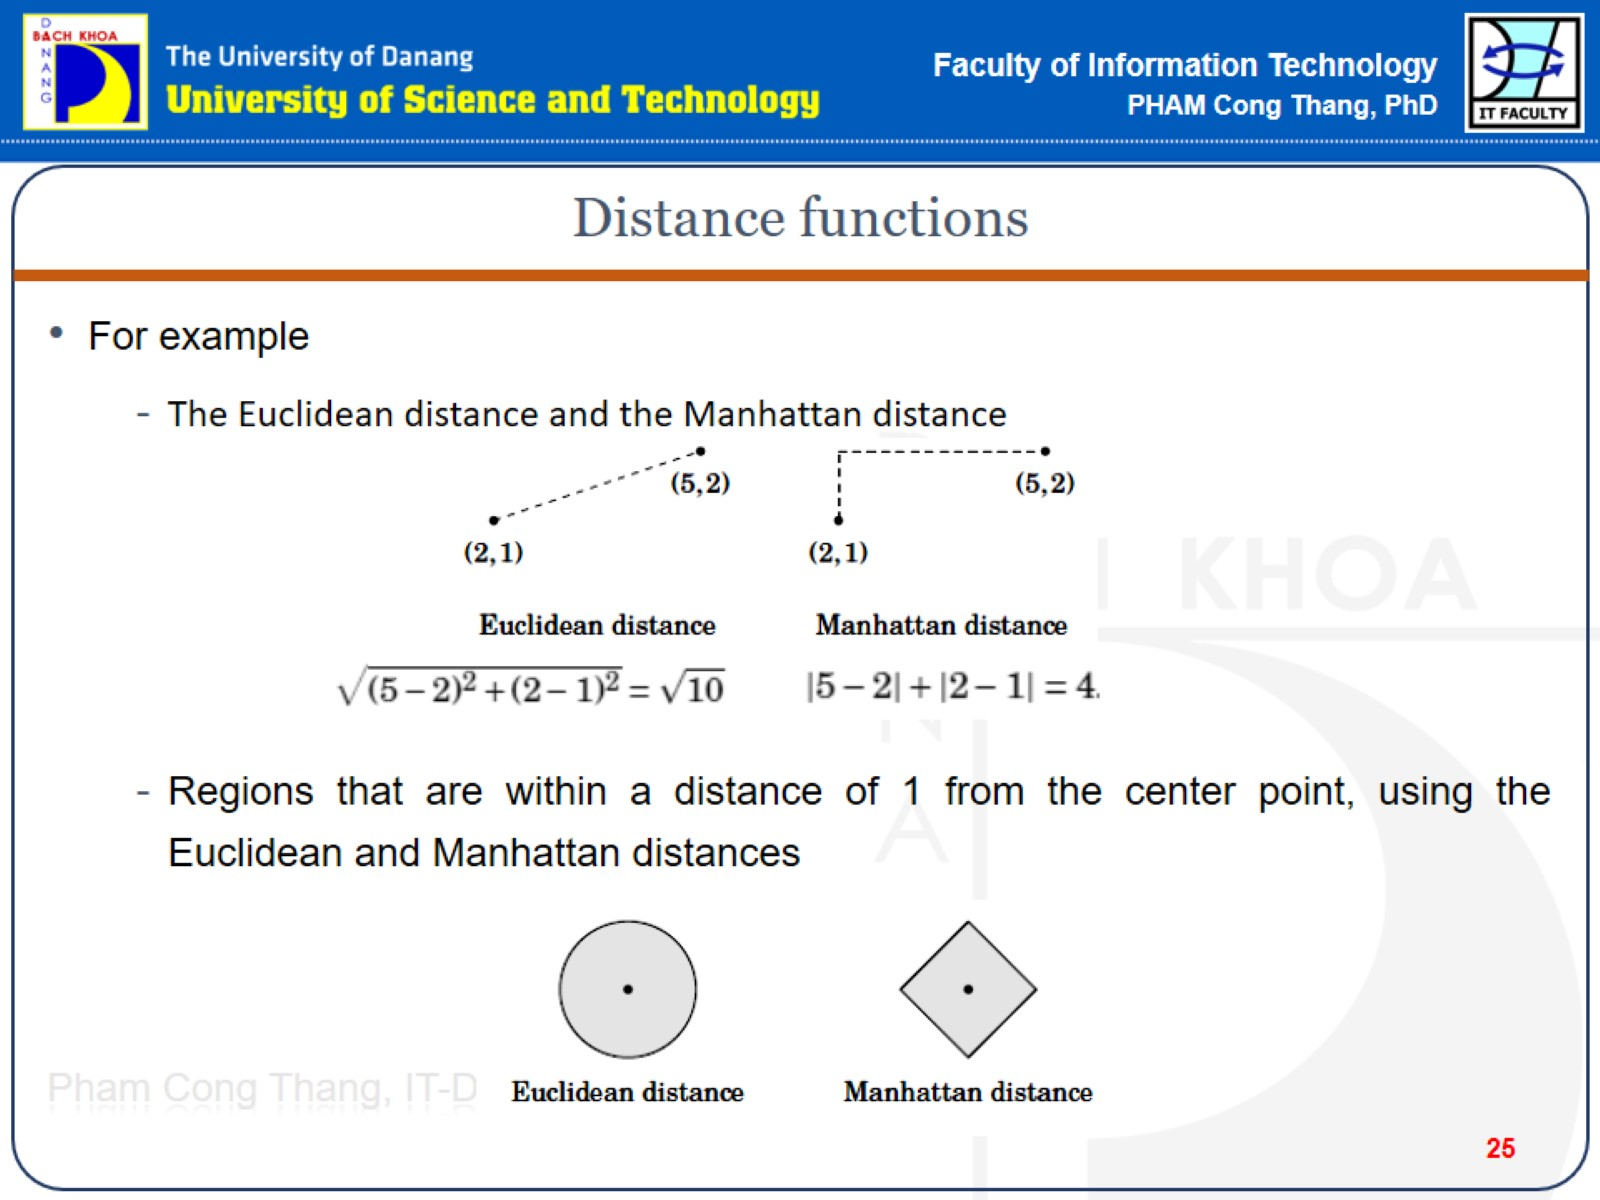 DANANG
BACH KHOA
The University of Danang
University of Science and Technology
Faculty of Information Technology
PHAM Cong Thang, PhD
IT FACULTY
Distance functions
• For example
- The Euclidean distance and the Manhattan distance
(5,2) (5,2)
(2,1) (2,1)
Euclidean distance Manhattan distance
√(5 − 2)² + (2 − 1)² = √10 |5 − 2| + |2 − 1| = 4.
KHOA
N
A
- Regions that are within a distance of 1 from the center point, using the
Euclidean and Manhattan distances
Euclidean distance Manhattan distance
Pham Cong Thang, IT-D
25